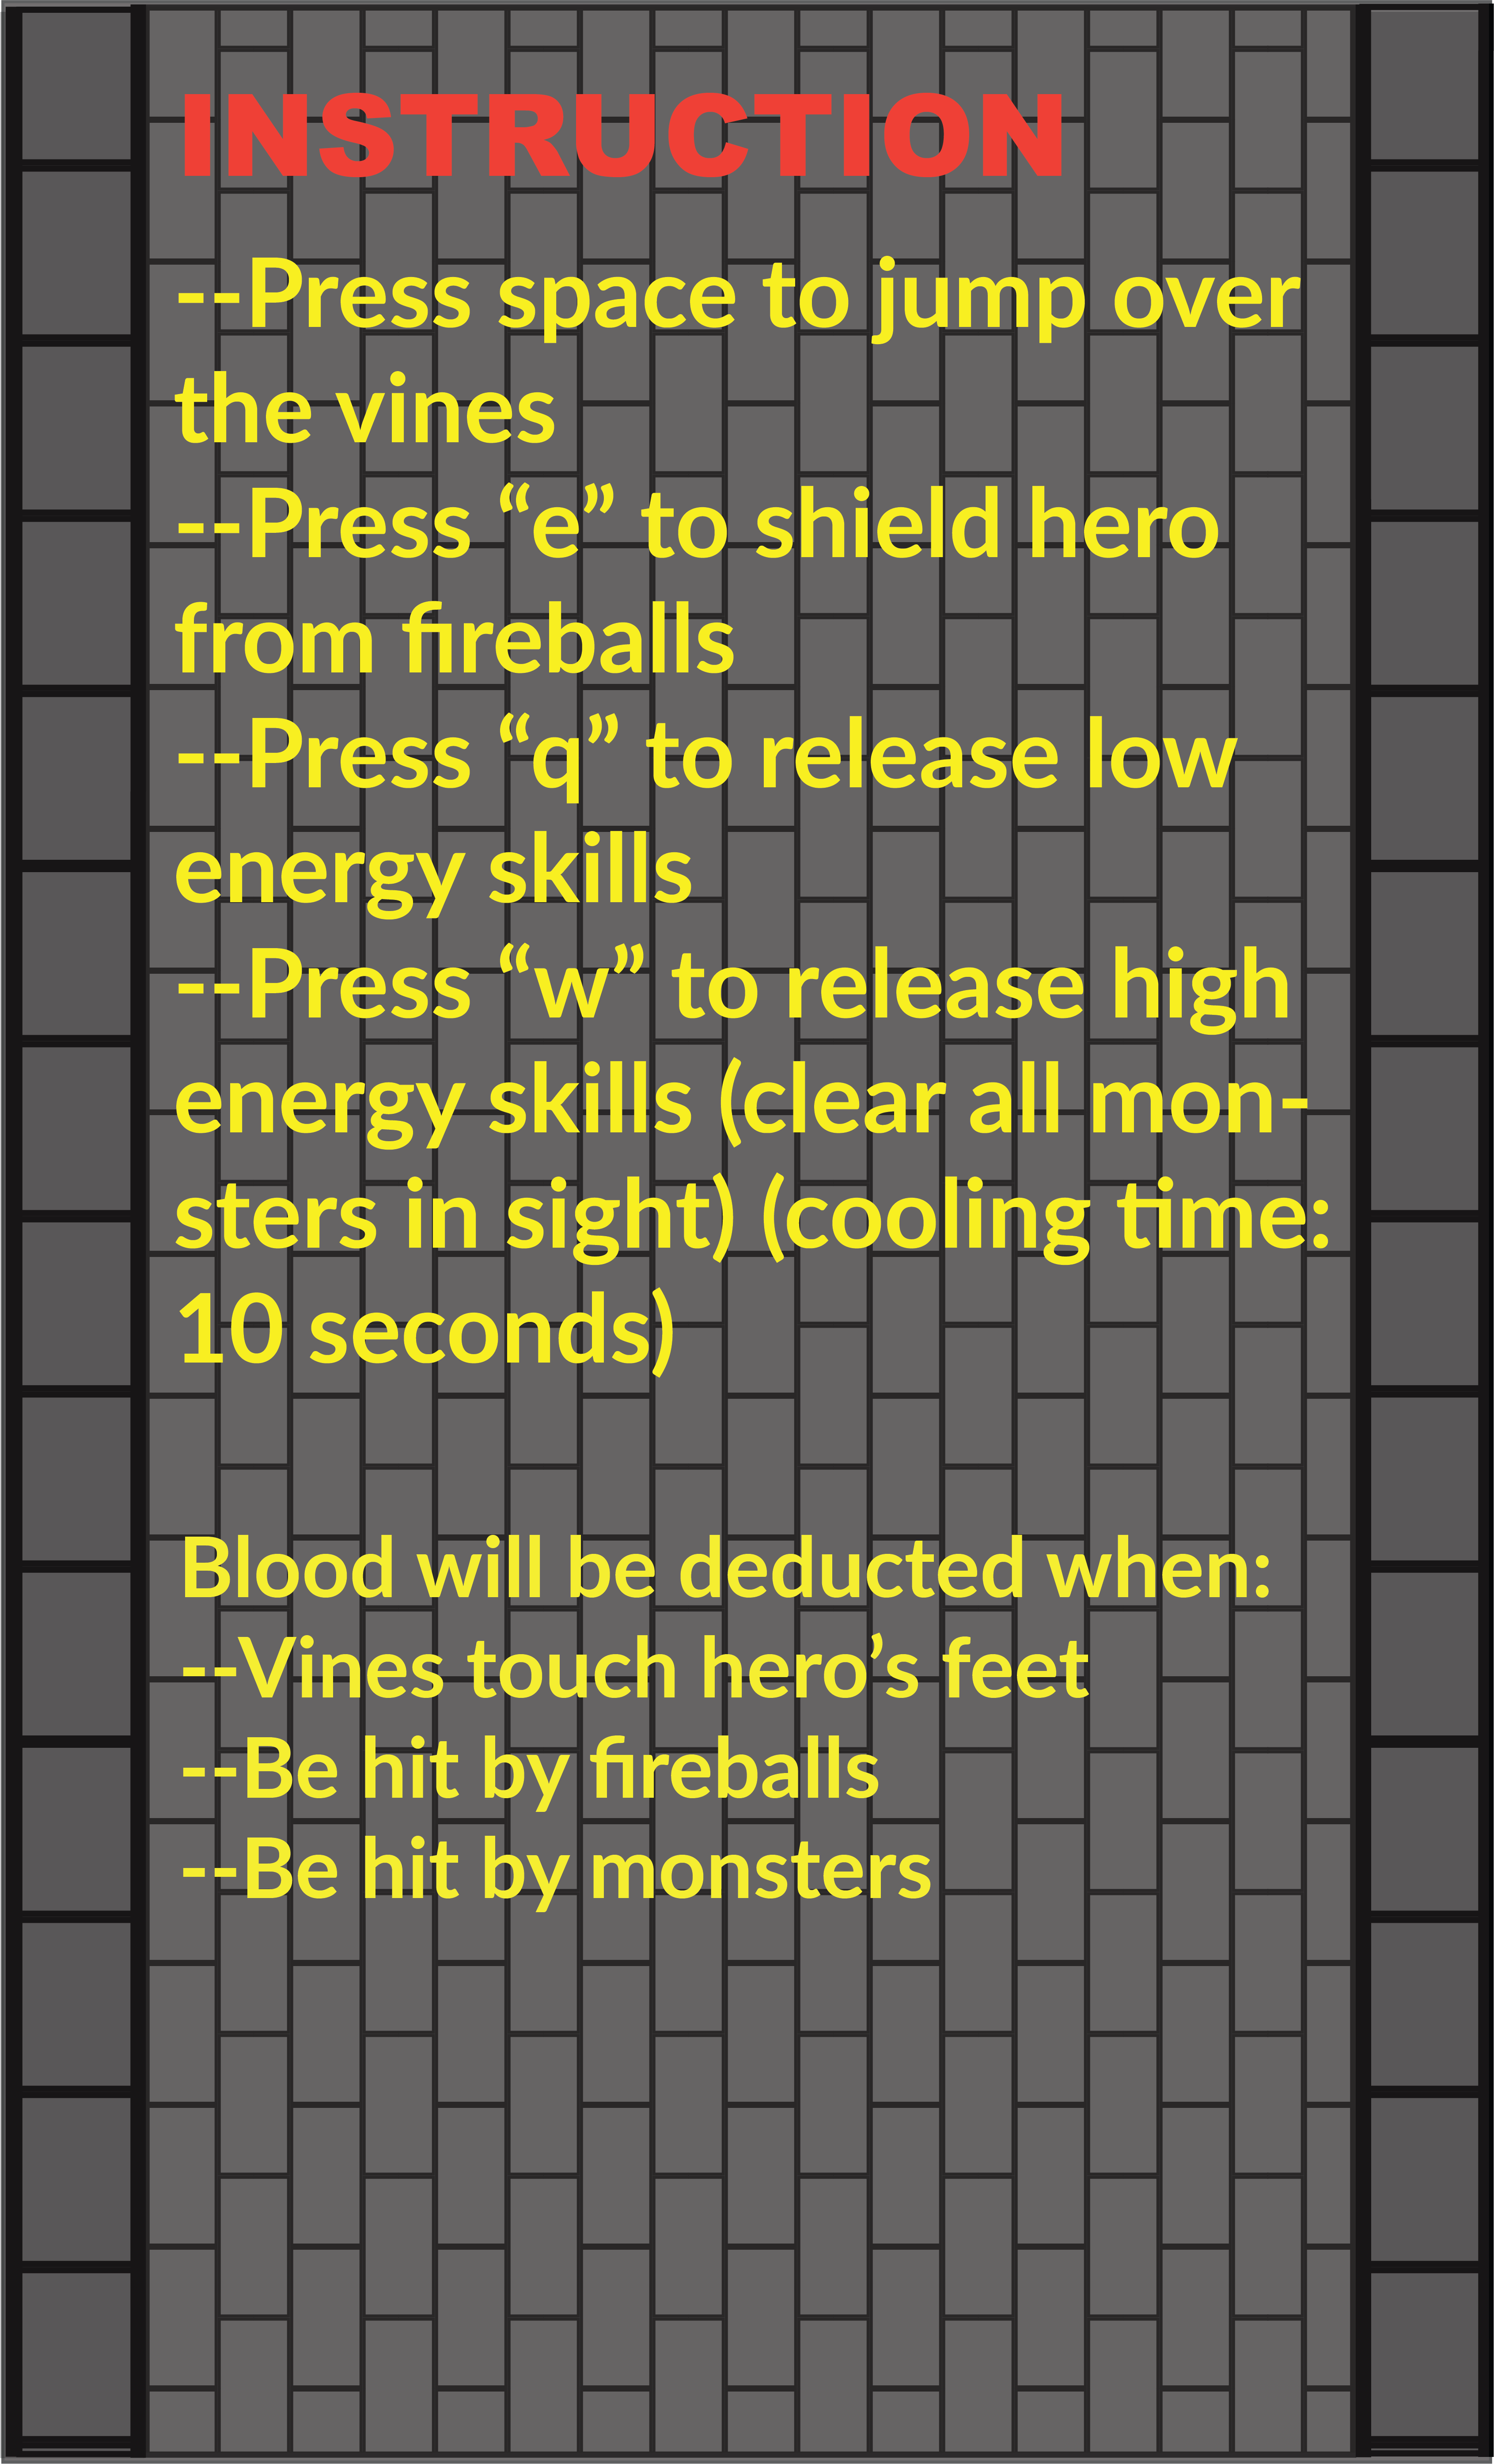 INSTRUCTION
--Press space to jump over
the vines
--Press “e” to shield hero
from fireballs
--Press “q” to release low
energy skills
--Press “w” to release high
energy skills (clear all mon-
sters in sight) (cooling time:
10 seconds)
Blood will be deducted when:
--Vines touch hero’s feet
--Be hit by fireballs
--Be hit by monsters